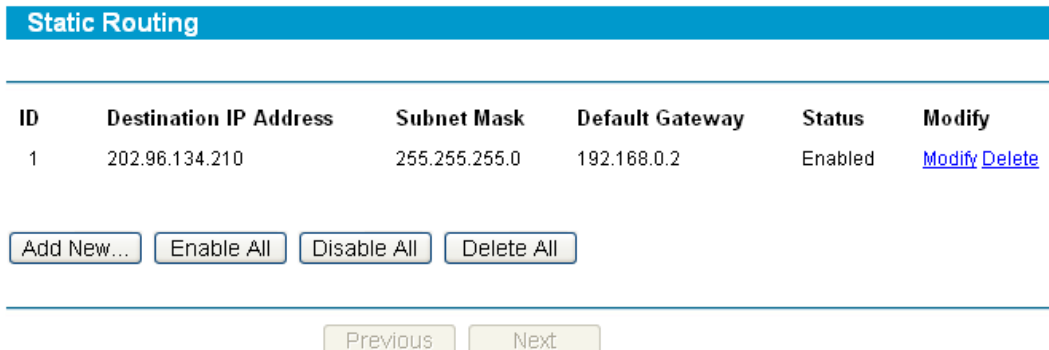 Static Routing
ID Destination IP Address Subnet Mask Default Gateway Status Modify
1 202.96.134.210 255.255.255.0 192.168.0.2 Enabled Modify Delete
Add New... Enable All Disable All Delete All
Previous Next